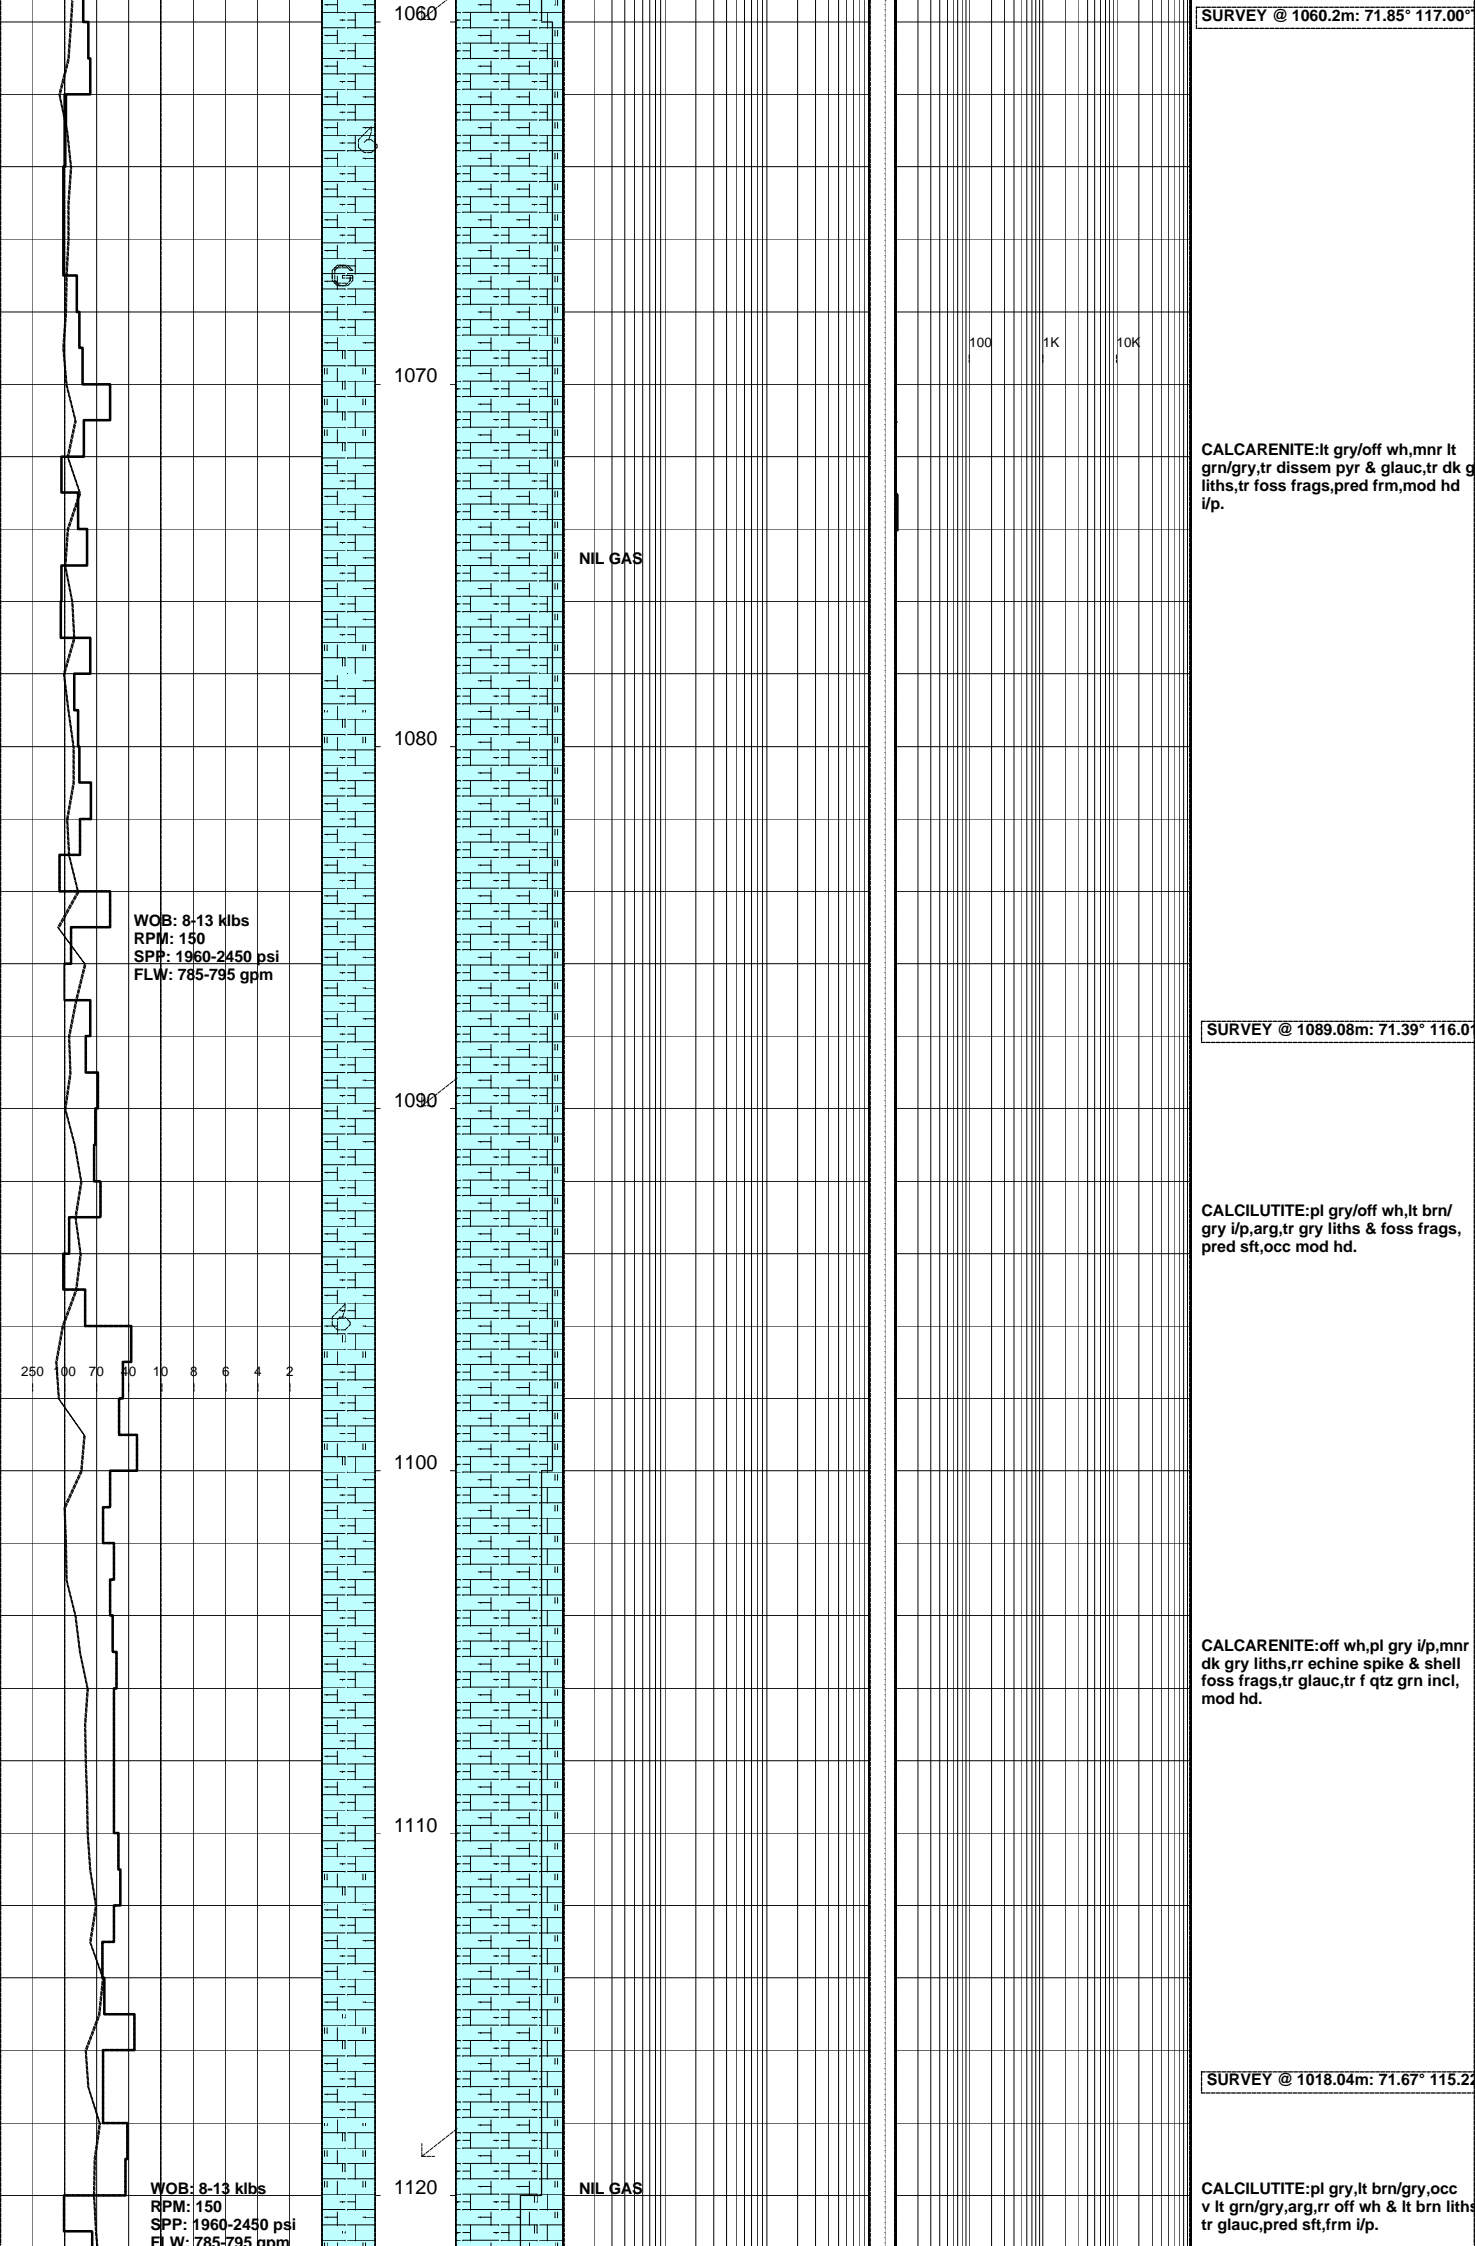 1060
SURVEY @ 1060.2m: 71.85° 117.00°
G
100 1K 10K
1070
CALCARENITE:lt gry/off wh,mnr lt
grn/gry,tr dissem pyr & glauc,tr dk g
liths,tr foss frags,pred frm,mod hd
i/p.
NIL GAS
1080
WOB: 8-13 klbs
RPM: 150
SPP: 1960-2450 psi
FLW: 785-795 gpm
SURVEY @ 1089.08m: 71.39° 116.01
1090
CALCILUTITE:pl gry/off wh,lt brn/
gry i/p,arg,tr gry liths & foss frags,
pred sft,occ mod hd.
250 100 70 40 10 8 6 4 2
1100
CALCARENITE:off wh,pl gry i/p,mnr
dk gry liths,rr echine spike & shell
foss frags,tr glauc,tr f qtz grn incl,
mod hd.
1110
SURVEY @ 1018.04m: 71.67° 115.22
1120
NIL GAS
WOB: 8-13 klbs
RPM: 150
SPP: 1960-2450 psi
FLW: 785-795 gpm
CALCILUTITE:pl gry,lt brn/gry,occ
v lt grn/gry,arg,rr off wh & lt brn liths
tr glauc,pred sft,frm i/p.